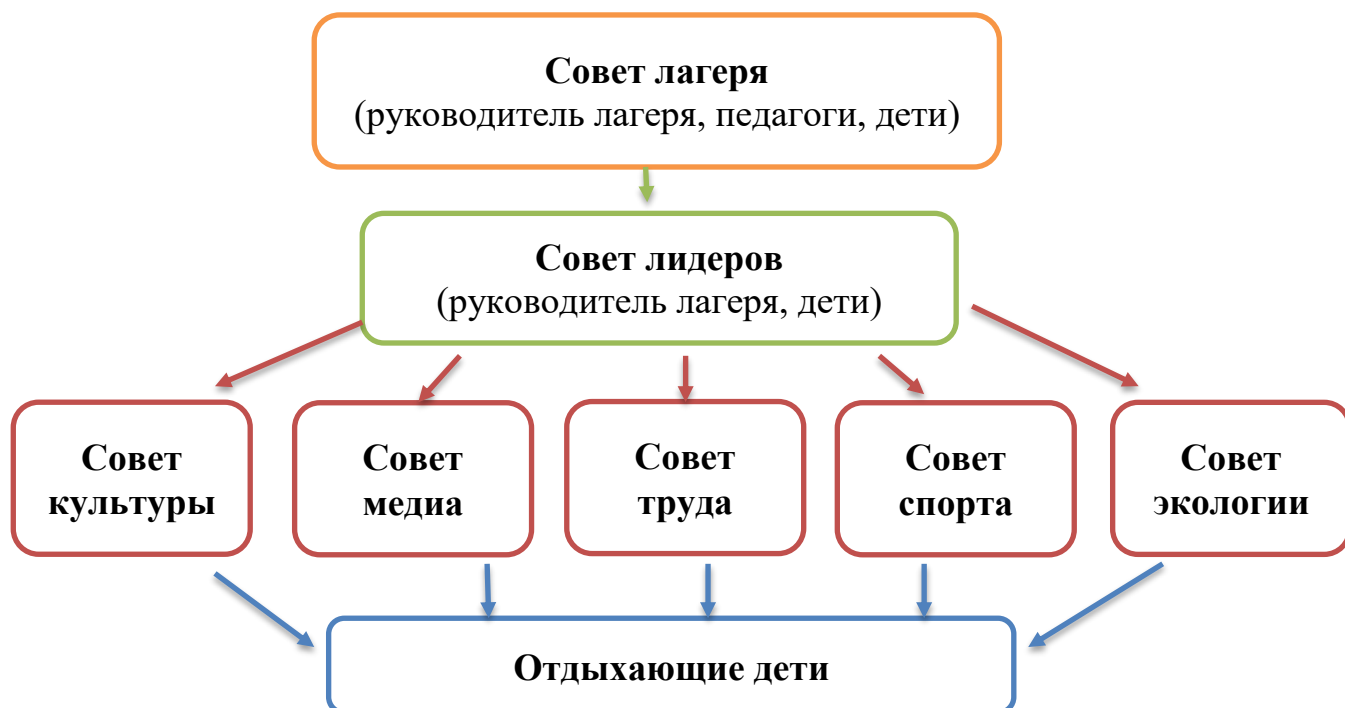 Совет лагеря
(руководитель лагеря, педагоги, дети)
Совет лидеров
(руководитель лагеря, дети)
Совет
культуры
Совет
медиа
Совет
труда
Совет
спорта
Совет
экологии
Отдыхающие дети